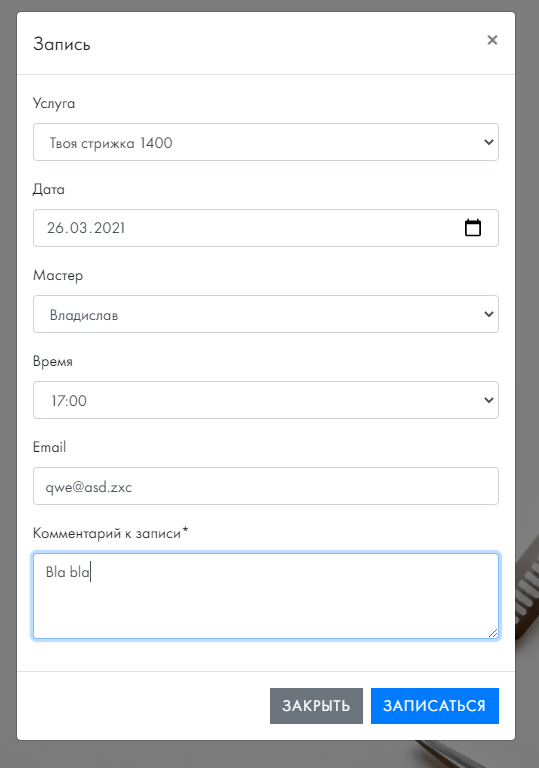 Запись
×
Услуга
Твоя стрижка 1400
Дата
26.03.2021
Мастер
Владислав
Время
17:00
Email
qwe@asd.zxc
Комментарий к записи*
Bla bla
ЗАКРЫТЬ
ЗАПИСАТЬСЯ